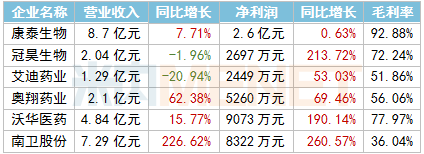 企业名称 营业收入 同比增长 净利润 同比增长 毛利率
康泰生物 8.7 亿元 7.71% 2.6 亿元 0.63% 92.88%
冠昊生物 2.04 亿元 -1.96% 2697 万元 213.72% 72.24%
艾迪药业 1.29 亿元 -20.94% 2449 万元 53.03% 51.86%
奥翔药业 2.1 亿元 62.38% 5260 万元 69.46% 56.06%
沃华医药 4.84 亿元 15.77% 9073 万元 190.14% 77.97%
南卫股份 7.29 亿元 226.62% 8322 万元 260.57% 36.04%